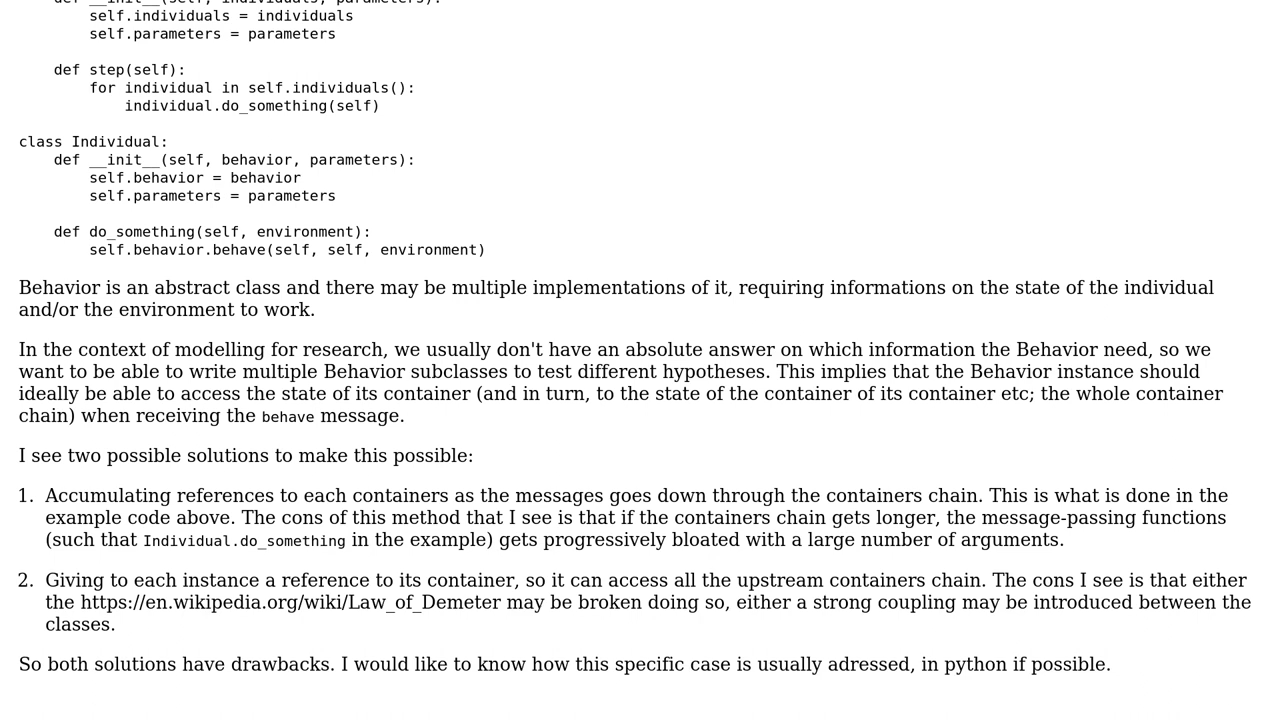 def __init__(self, individuals, parameters):
        self.individuals = individuals
        self.parameters = parameters

    def step(self):
        for individual in self.individuals():
            individual.do_something(self)

class Individual:
    def __init__(self, behavior, parameters):
        self.behavior = behavior
        self.parameters = parameters

    def do_something(self, environment):
        self.behavior.behave(self, self, environment)

Behavior is an abstract class and there may be multiple implementations of it, requiring informations on the state of the individual
and/or the environment to work.

In the context of modelling for research, we usually don't have an absolute answer on which information the Behavior need, so we
want to be able to write multiple Behavior subclasses to test different hypotheses. This implies that the Behavior instance should
ideally be able to access the state of its container (and in turn, to the state of the container of its container etc; the whole container
chain) when receiving the behave message.

I see two possible solutions to make this possible:

1. Accumulating references to each containers as the messages goes down through the containers chain. This is what is done in the
example code above. The cons of this method that I see is that if the containers chain gets longer, the message-passing functions
(such that Individual.do_something in the example) gets progressively bloated with a large number of arguments.

2. Giving to each instance a reference to its container, so it can access all the upstream containers chain. The cons I see is that either
the https://en.wikipedia.org/wiki/Law_of_Demeter may be broken doing so, either a strong coupling may be introduced between the
classes.

So both solutions have drawbacks. I would like to know how this specific case is usually adressed, in python if possible.